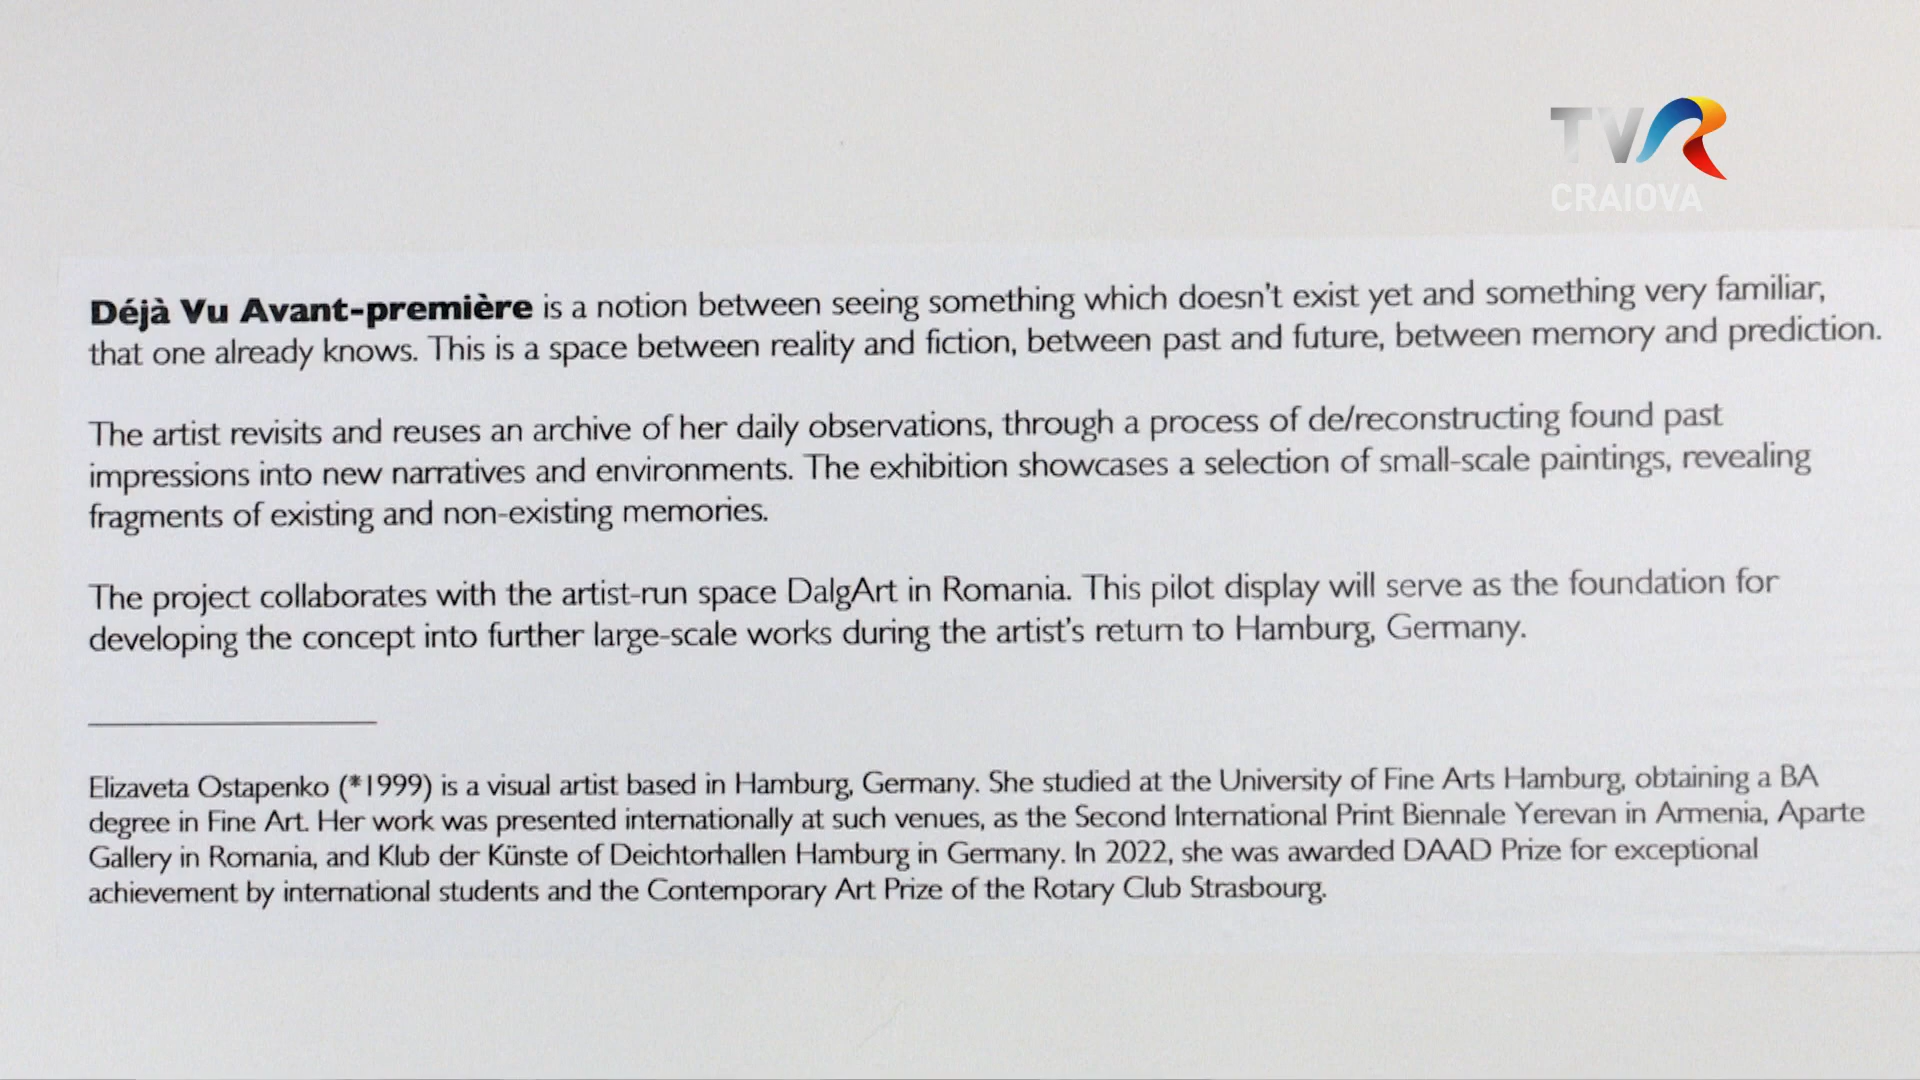 TVR
CRAIOVA
Déjà Vu Avant-première is a notion between seeing something which doesn't exist yet and something very familiar,
that one already knows. This is a space between reality and fiction, between past and future, between memory and prediction.
The artist revisits and reuses an archive of her daily observations, through a process of de/reconstructing found past
impressions into new narratives and environments. The exhibition showcases a selection of small-scale paintings, revealing
fragments of existing and non-existing memories.
The project collaborates with the artist-run space DalgArt in Romania. This pilot display will serve as the foundation for
developing the concept into further large-scale works during the artist's return to Hamburg, Germany.
Elizaveta Ostapenko (*1999) is a visual artist based in Hamburg, Germany. She studied at the University of Fine Arts Hamburg, obtaining a BA
degree in Fine Art. Her work was presented internationally at such venues, as the Second International Print Biennale Yerevan in Armenia, Aparte
Gallery in Romania, and Klub der Künste of Deichtorhallen Hamburg in Germany. In 2022, she was awarded DAAD Prize for exceptional
achievement by international students and the Contemporary Art Prize of the Rotary Club Strasbourg.